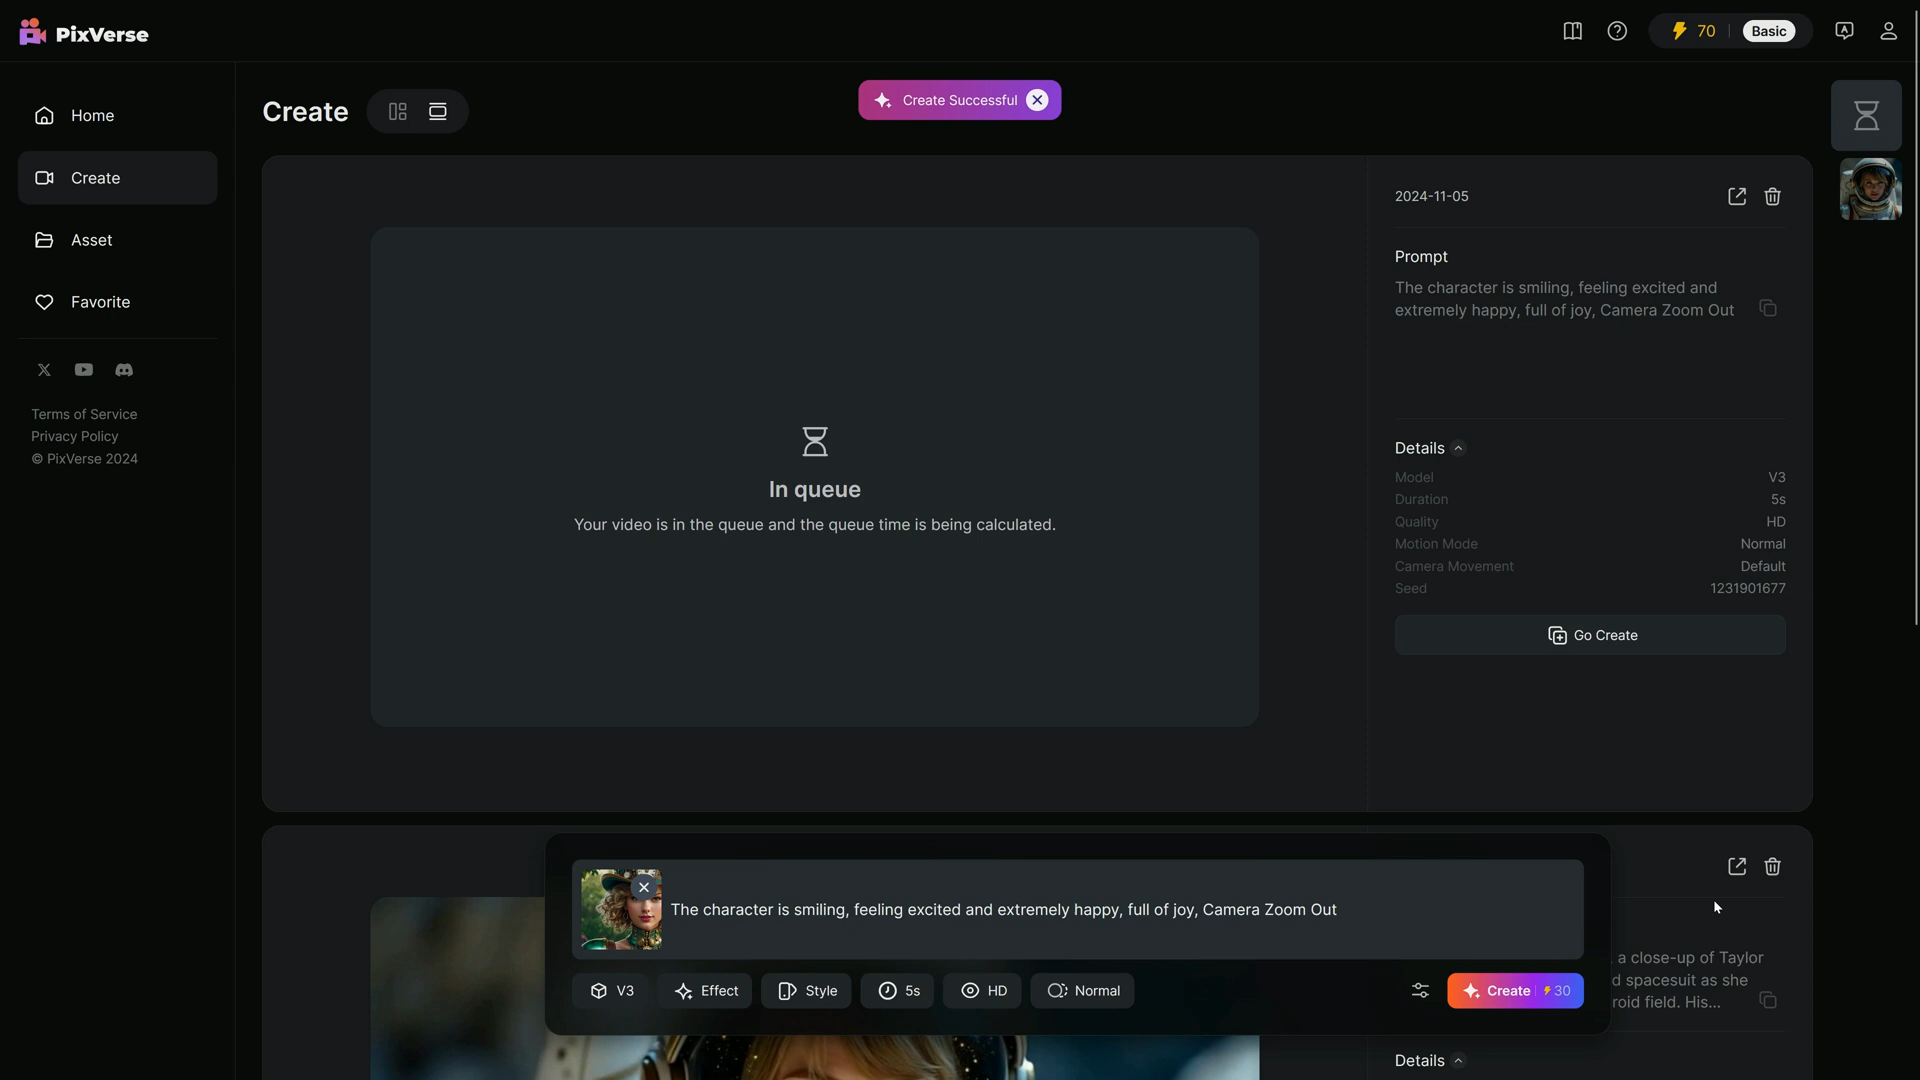 PixVerse
70
Basic
Home
Create
Asset
Favorite
Terms of Service
Privacy Policy
© PixVerse 2024
Create
Create Successful
In queue
Your video is in the queue and the queue time is being calculated.
2024-11-05
Prompt
The character is smiling, feeling excited and
extremely happy, full of joy, Camera Zoom Out
Details
Model V3
Duration 5s
Quality HD
Motion Mode Normal
Camera Movement Default
Seed 1231901677
Go Create
The character is smiling, feeling excited and extremely happy, full of joy, Camera Zoom Out
V3
Effect
Style
5s
HD
Normal
Create 30
a close-up of Taylor
d spacesuit as she
roid field. His...
Details